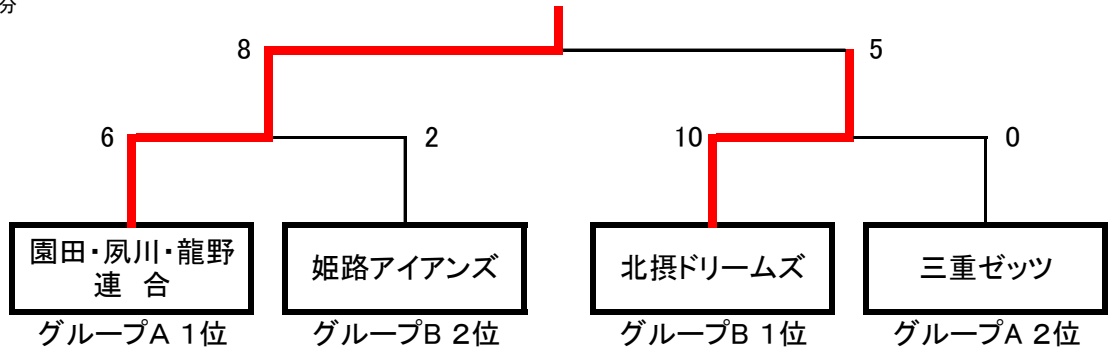 分
8
5
6
2
10
0
園田・夙川・龍野
連　合
姫路アイアンズ
北摂ドリームズ
三重ゼッツ
グループA 1位
グループB 2位
グループB 1位
グループA 2位